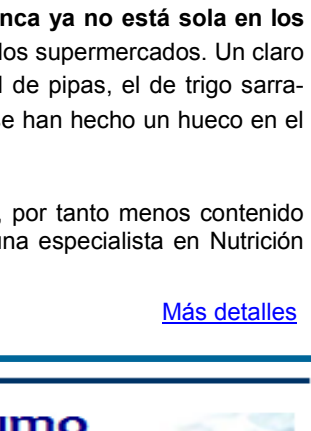 nca ya no está sola en los
los supermercados. Un claro
l de pipas, el de trigo sarra-
se han hecho un hueco en el
, por tanto menos contenido
una especialista en Nutrición
Más detalles
umo